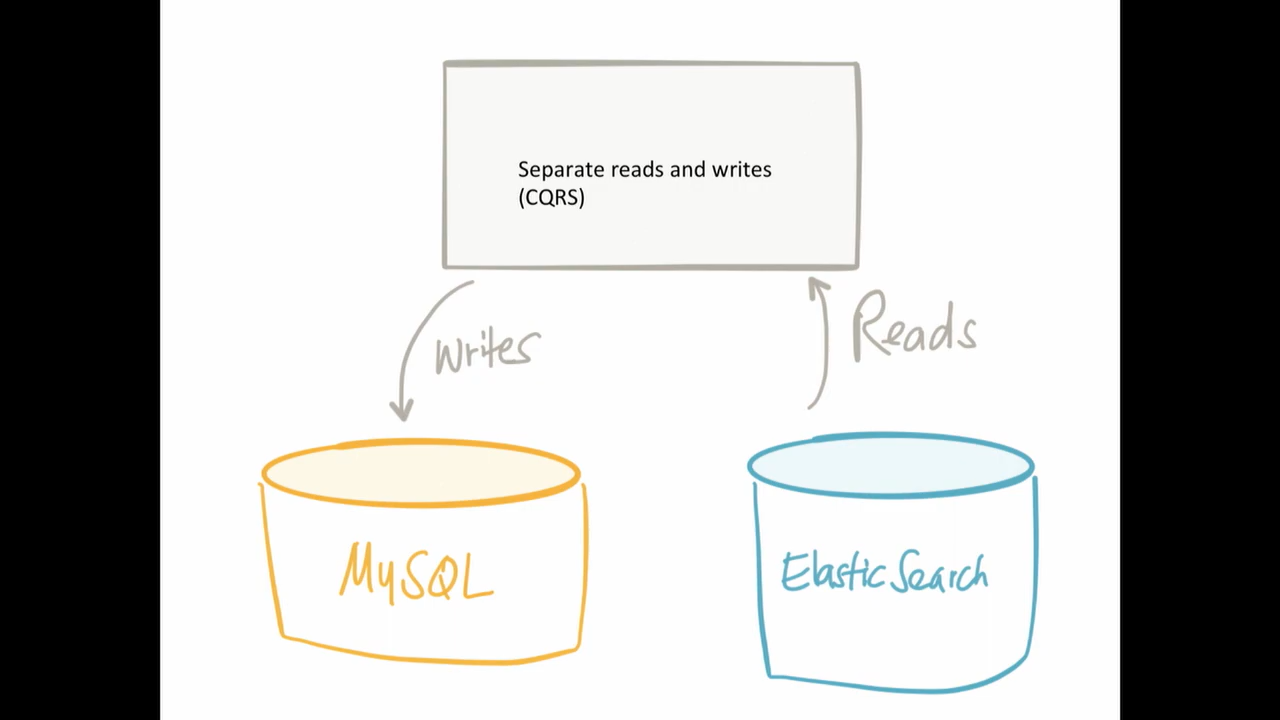 Separate reads and writes
(CQRS)
Writes
Reads
MySQL
ElasticSearch